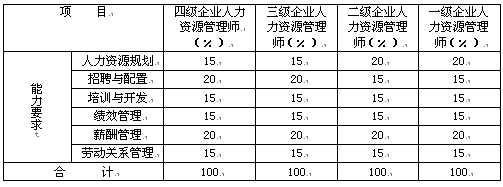 项 目 四级企业人力资源管理师（%） 三级企业人力资源管理师（%） 二级企业人力资源管理师（%） 一级企业人力资源管理师（%）
能力要求
人力资源规划 15 15 20 20
招聘与配置 20 20 15 15
培训与开发 15 15 15 15
绩效管理 15 15 15 15
薪酬管理 20 20 20 20
劳动关系管理 15 15 15 15
合 计 100 100 100 100